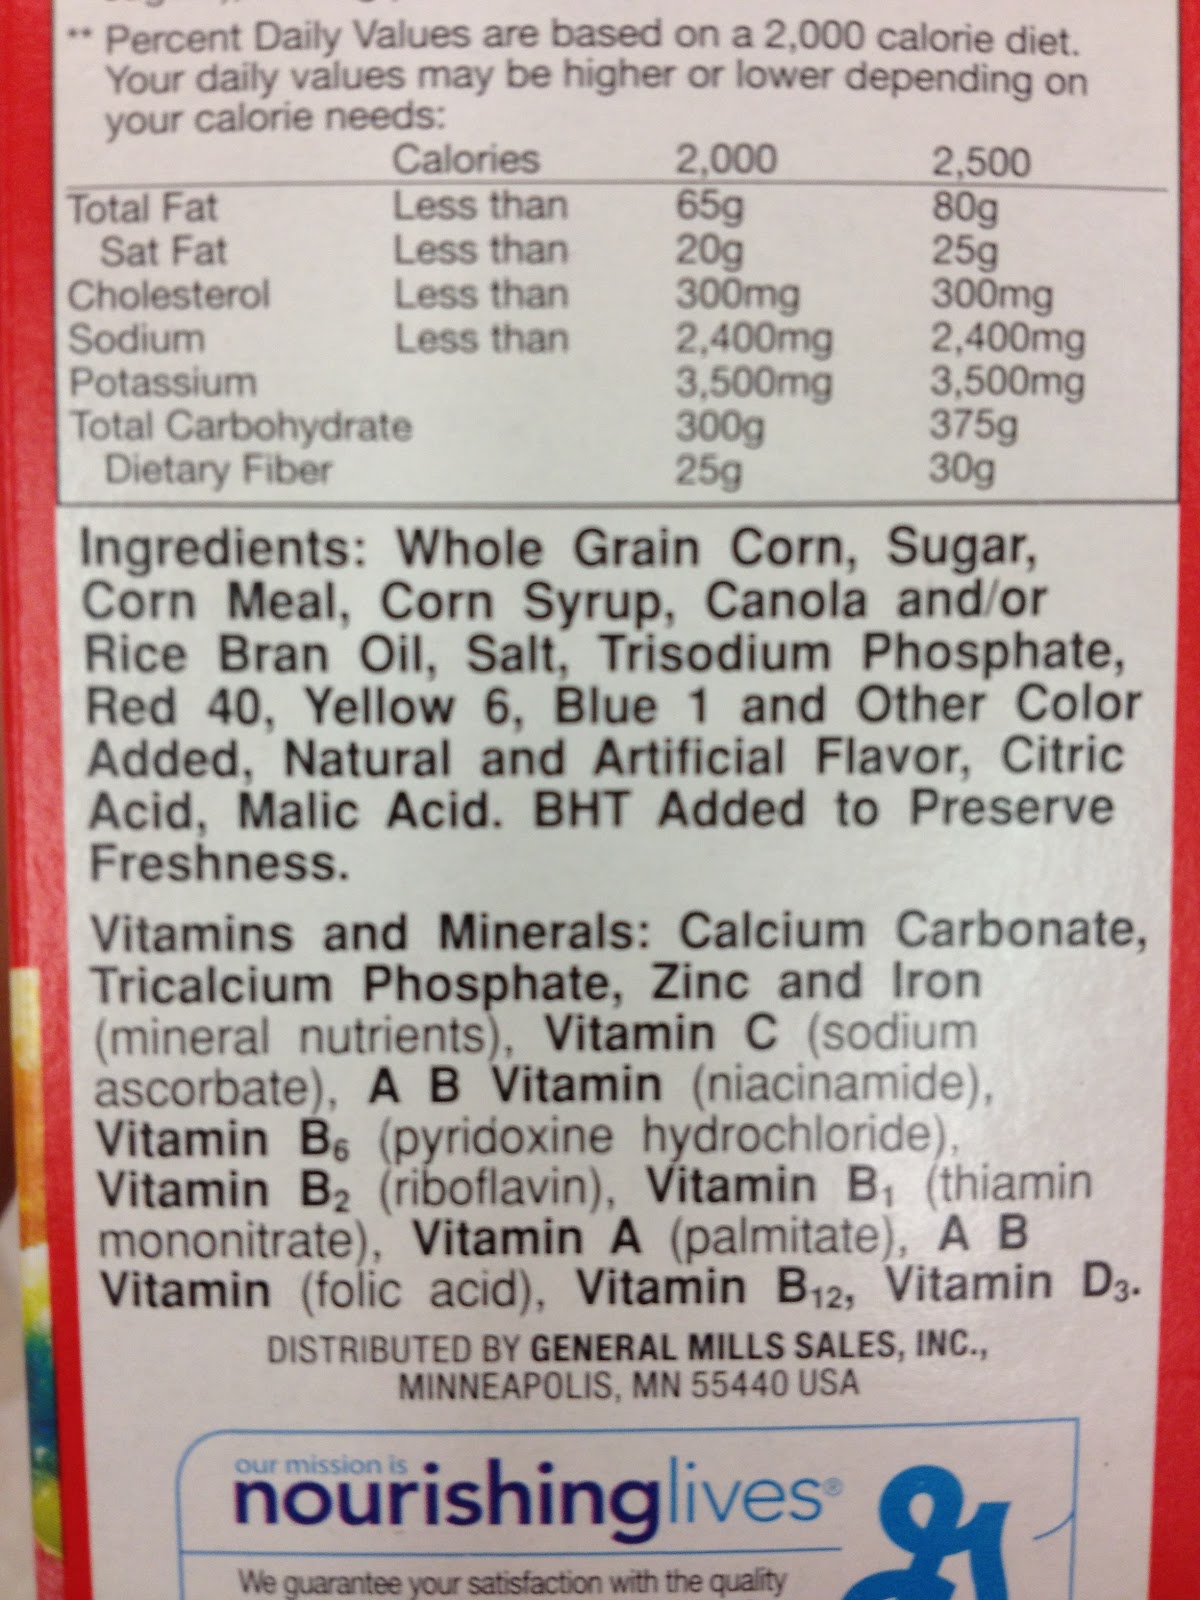 ** Percent Daily Values are based on a 2,000 calorie diet.
Your daily values may be higher or lower depending on
your calorie needs:
Calories 2,000 2,500
Total Fat Less than 65g 80g
Sat Fat Less than 20g 25g
Cholesterol Less than 300mg 300mg
Sodium Less than 2,400mg 2,400mg
Potassium 3,500mg 3,500mg
Total Carbohydrate 300g 375g
Dietary Fiber 25g 30g
Ingredients: Whole Grain Corn, Sugar,
Corn Meal, Corn Syrup, Canola and/or
Rice Bran Oil, Salt, Trisodium Phosphate,
Red 40, Yellow 6, Blue 1 and Other Color
Added, Natural and Artificial Flavor, Citric
Acid, Malic Acid. BHT Added to Preserve
Freshness.
Vitamins and Minerals: Calcium Carbonate,
Tricalcium Phosphate, Zinc and Iron
(mineral nutrients), Vitamin C (sodium
ascorbate), A B Vitamin (niacinamide),
Vitamin B6 (pyridoxine hydrochloride),
Vitamin B2 (riboflavin), Vitamin B1 (thiamin
mononitrate), Vitamin A (palmitate), A B
Vitamin (folic acid), Vitamin B12, Vitamin D3.
DISTRIBUTED BY GENERAL MILLS SALES, INC.,
MINNEAPOLIS, MN 55440 USA
our mission is
nourishinglives®
We guarantee your satisfaction with the quality